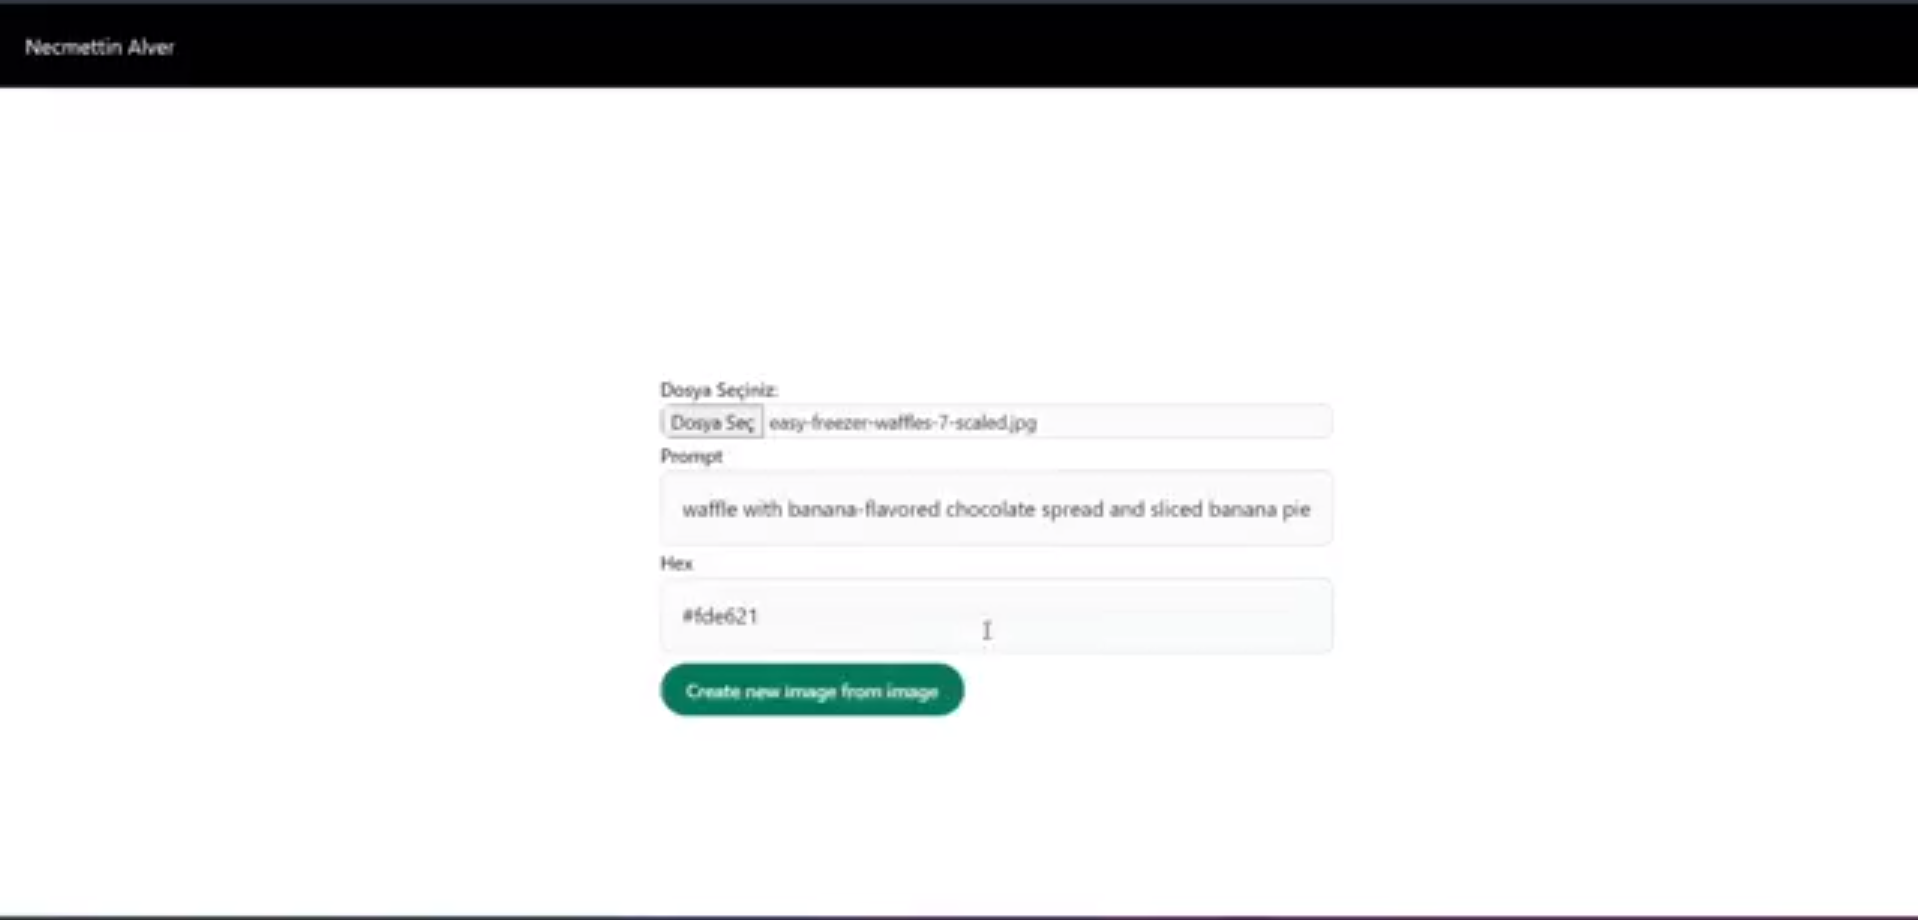 Necmettin Alver
Dosya Seçiniz:
Dosya Seç easy-freezer-waffles-7-scaled.jpg
Prompt
waffle with banana-flavored chocolate spread and sliced banana pie
Hex
#fde621
Create new image from image